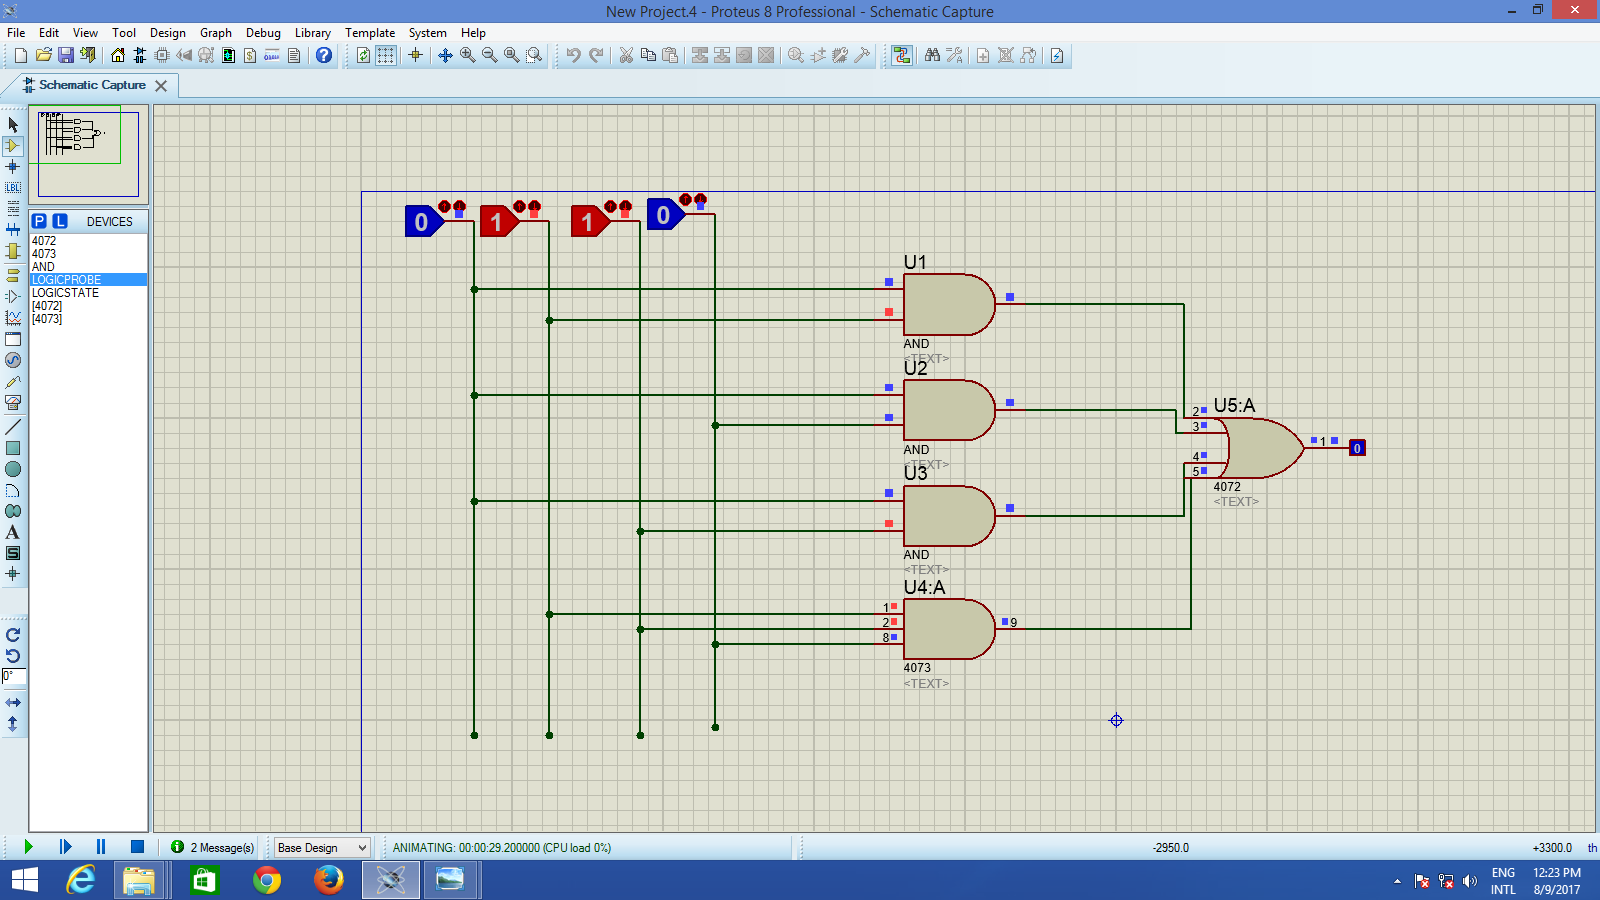 New Project.4 - Proteus 8 Professional - Schematic Capture
File Edit View Tool Design Graph Debug Library Template System Help
Schematic Capture
P L DEVICES
4072
4073
AND
LOGICPROBE
LOGICSTATE
[4072]
[4073]
LBL
A
S
0°
0 1 1 0
U1
AND
<TEXT>
U2
AND
<TEXT>
U3
AND
<TEXT>
U4:A
1
2
8
9
4073
<TEXT>
U5:A
2
3
4
5
1
0
4072
<TEXT>
2 Message(s) Base Design ANIMATING: 00:00:29.200000 (CPU load 0%) -2950.0 +3300.0 th
ENG 12:23 PM
INTL 8/9/2017